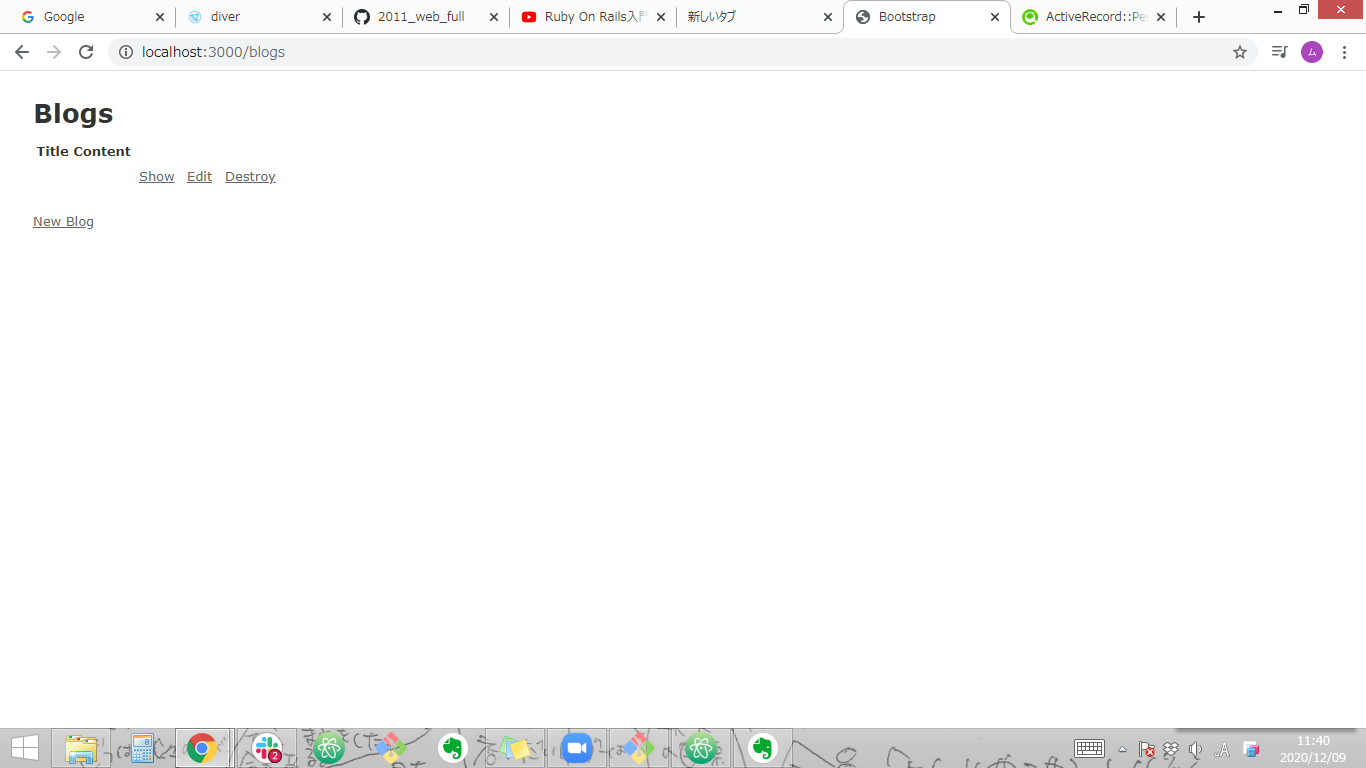 Google
diver
2011_web_full
Ruby On Rails入門
新しいタブ
Bootstrap
ActiveRecord::Pe
localhost:3000/blogs
ム
Blogs
Title Content
Show Edit Destroy
New Blog
2
A
11:40
2020/12/09